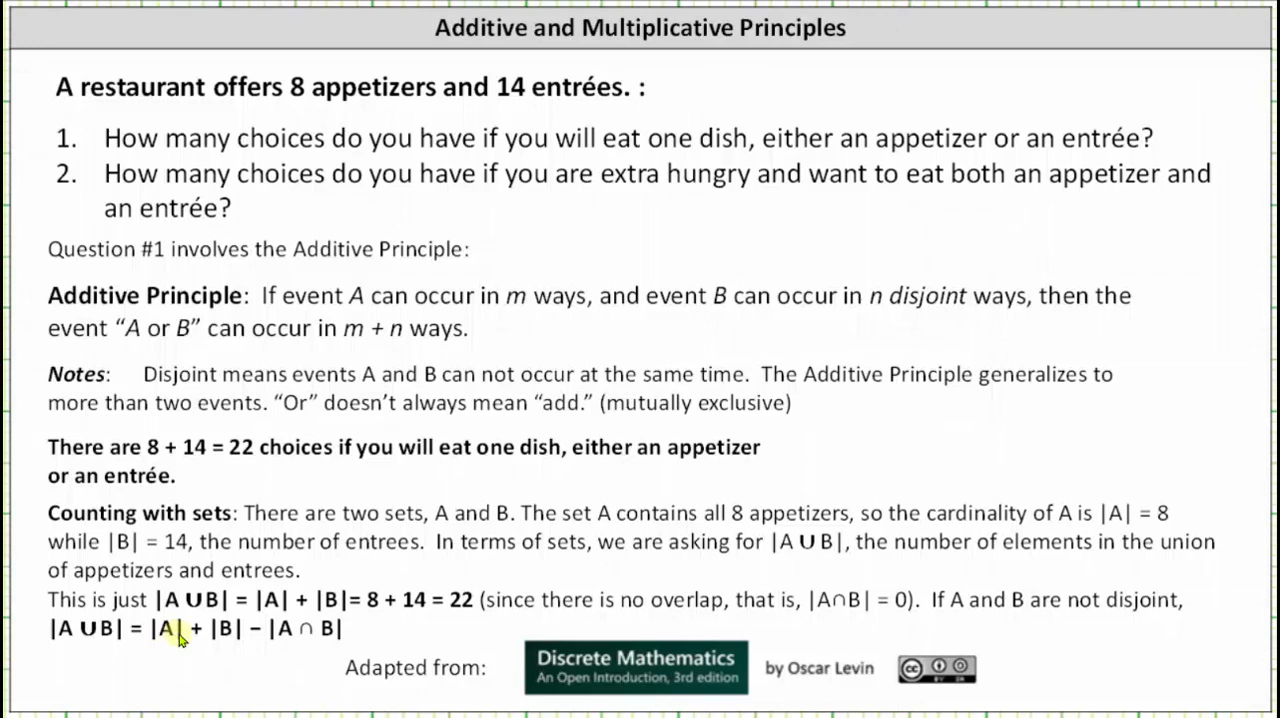 Additive and Multiplicative Principles
A restaurant offers 8 appetizers and 14 entrées. :
1. How many choices do you have if you will eat one dish, either an appetizer or an entrée?
2. How many choices do you have if you are extra hungry and want to eat both an appetizer and
an entrée?
Question #1 involves the Additive Principle:
Additive Principle: If event A can occur in m ways, and event B can occur in n disjoint ways, then the
event “A or B” can occur in m + n ways.
Notes: Disjoint means events A and B can not occur at the same time. The Additive Principle generalizes to
more than two events. “Or” doesn’t always mean “add.” (mutually exclusive)
There are 8 + 14 = 22 choices if you will eat one dish, either an appetizer
or an entrée.
Counting with sets: There are two sets, A and B. The set A contains all 8 appetizers, so the cardinality of A is |A| = 8
while |B| = 14, the number of entrees. In terms of sets, we are asking for |A ∪ B|, the number of elements in the union
of appetizers and entrees.
This is just |A ∪B| = |A| + |B|= 8 + 14 = 22 (since there is no overlap, that is, |A∩B| = 0). If A and B are not disjoint,
|A ∪B| = |A| + |B| − |A ∩ B|
Adapted from:
Discrete Mathematics
An Open Introduction, 3rd edition
by Oscar Levin
cc
BY SA